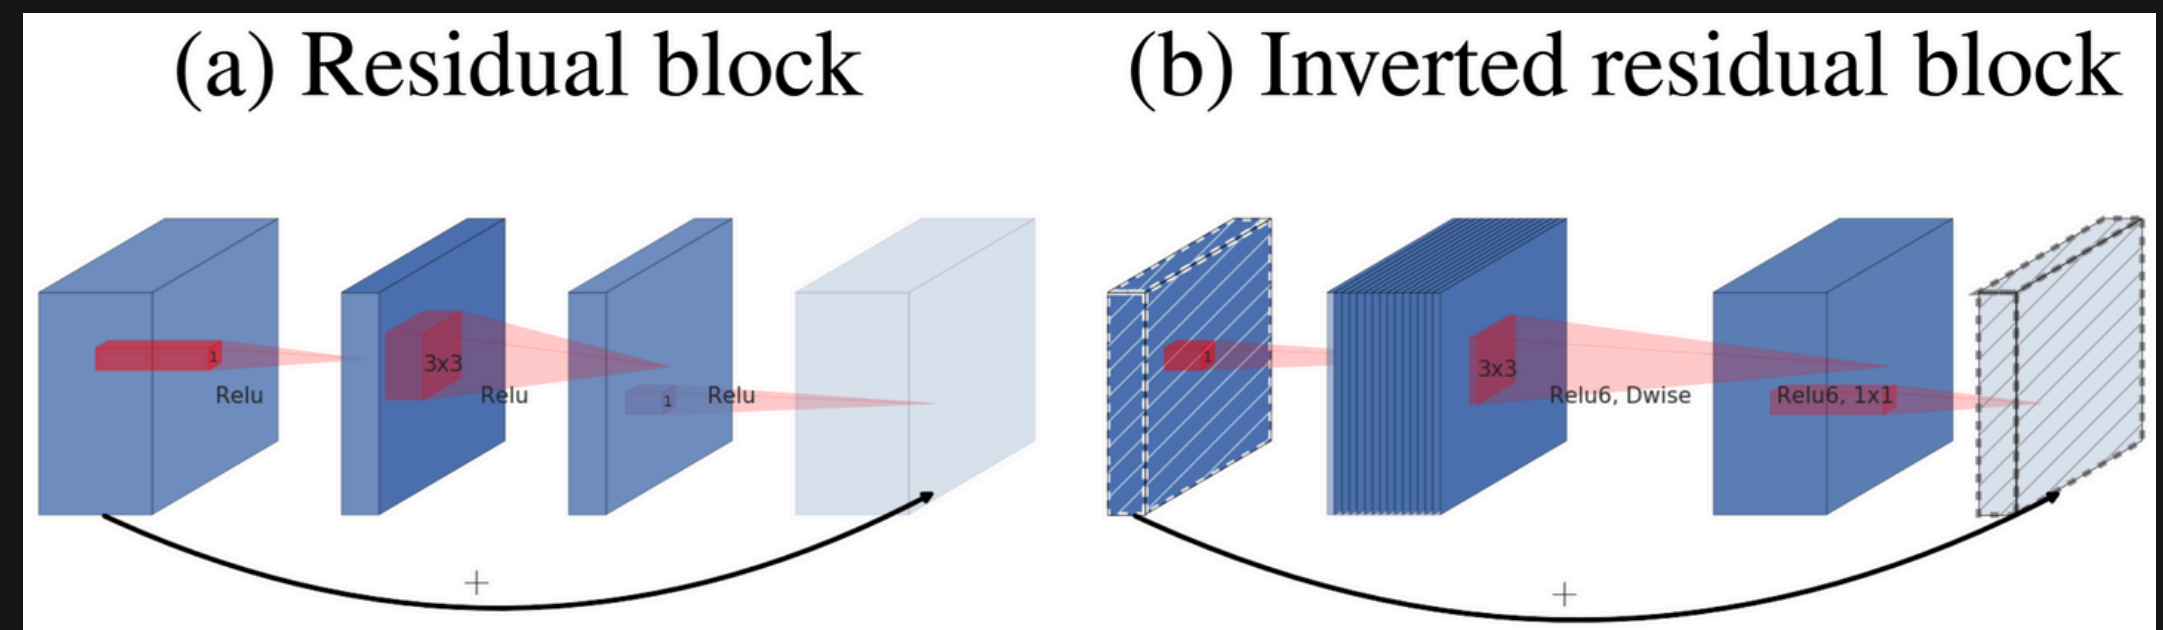 (a) Residual block
(b) Inverted residual block
1
Relu
3x3
Relu
1
Relu
+
1
3x3
Relu6, Dwise
Relu6, 1x1
+